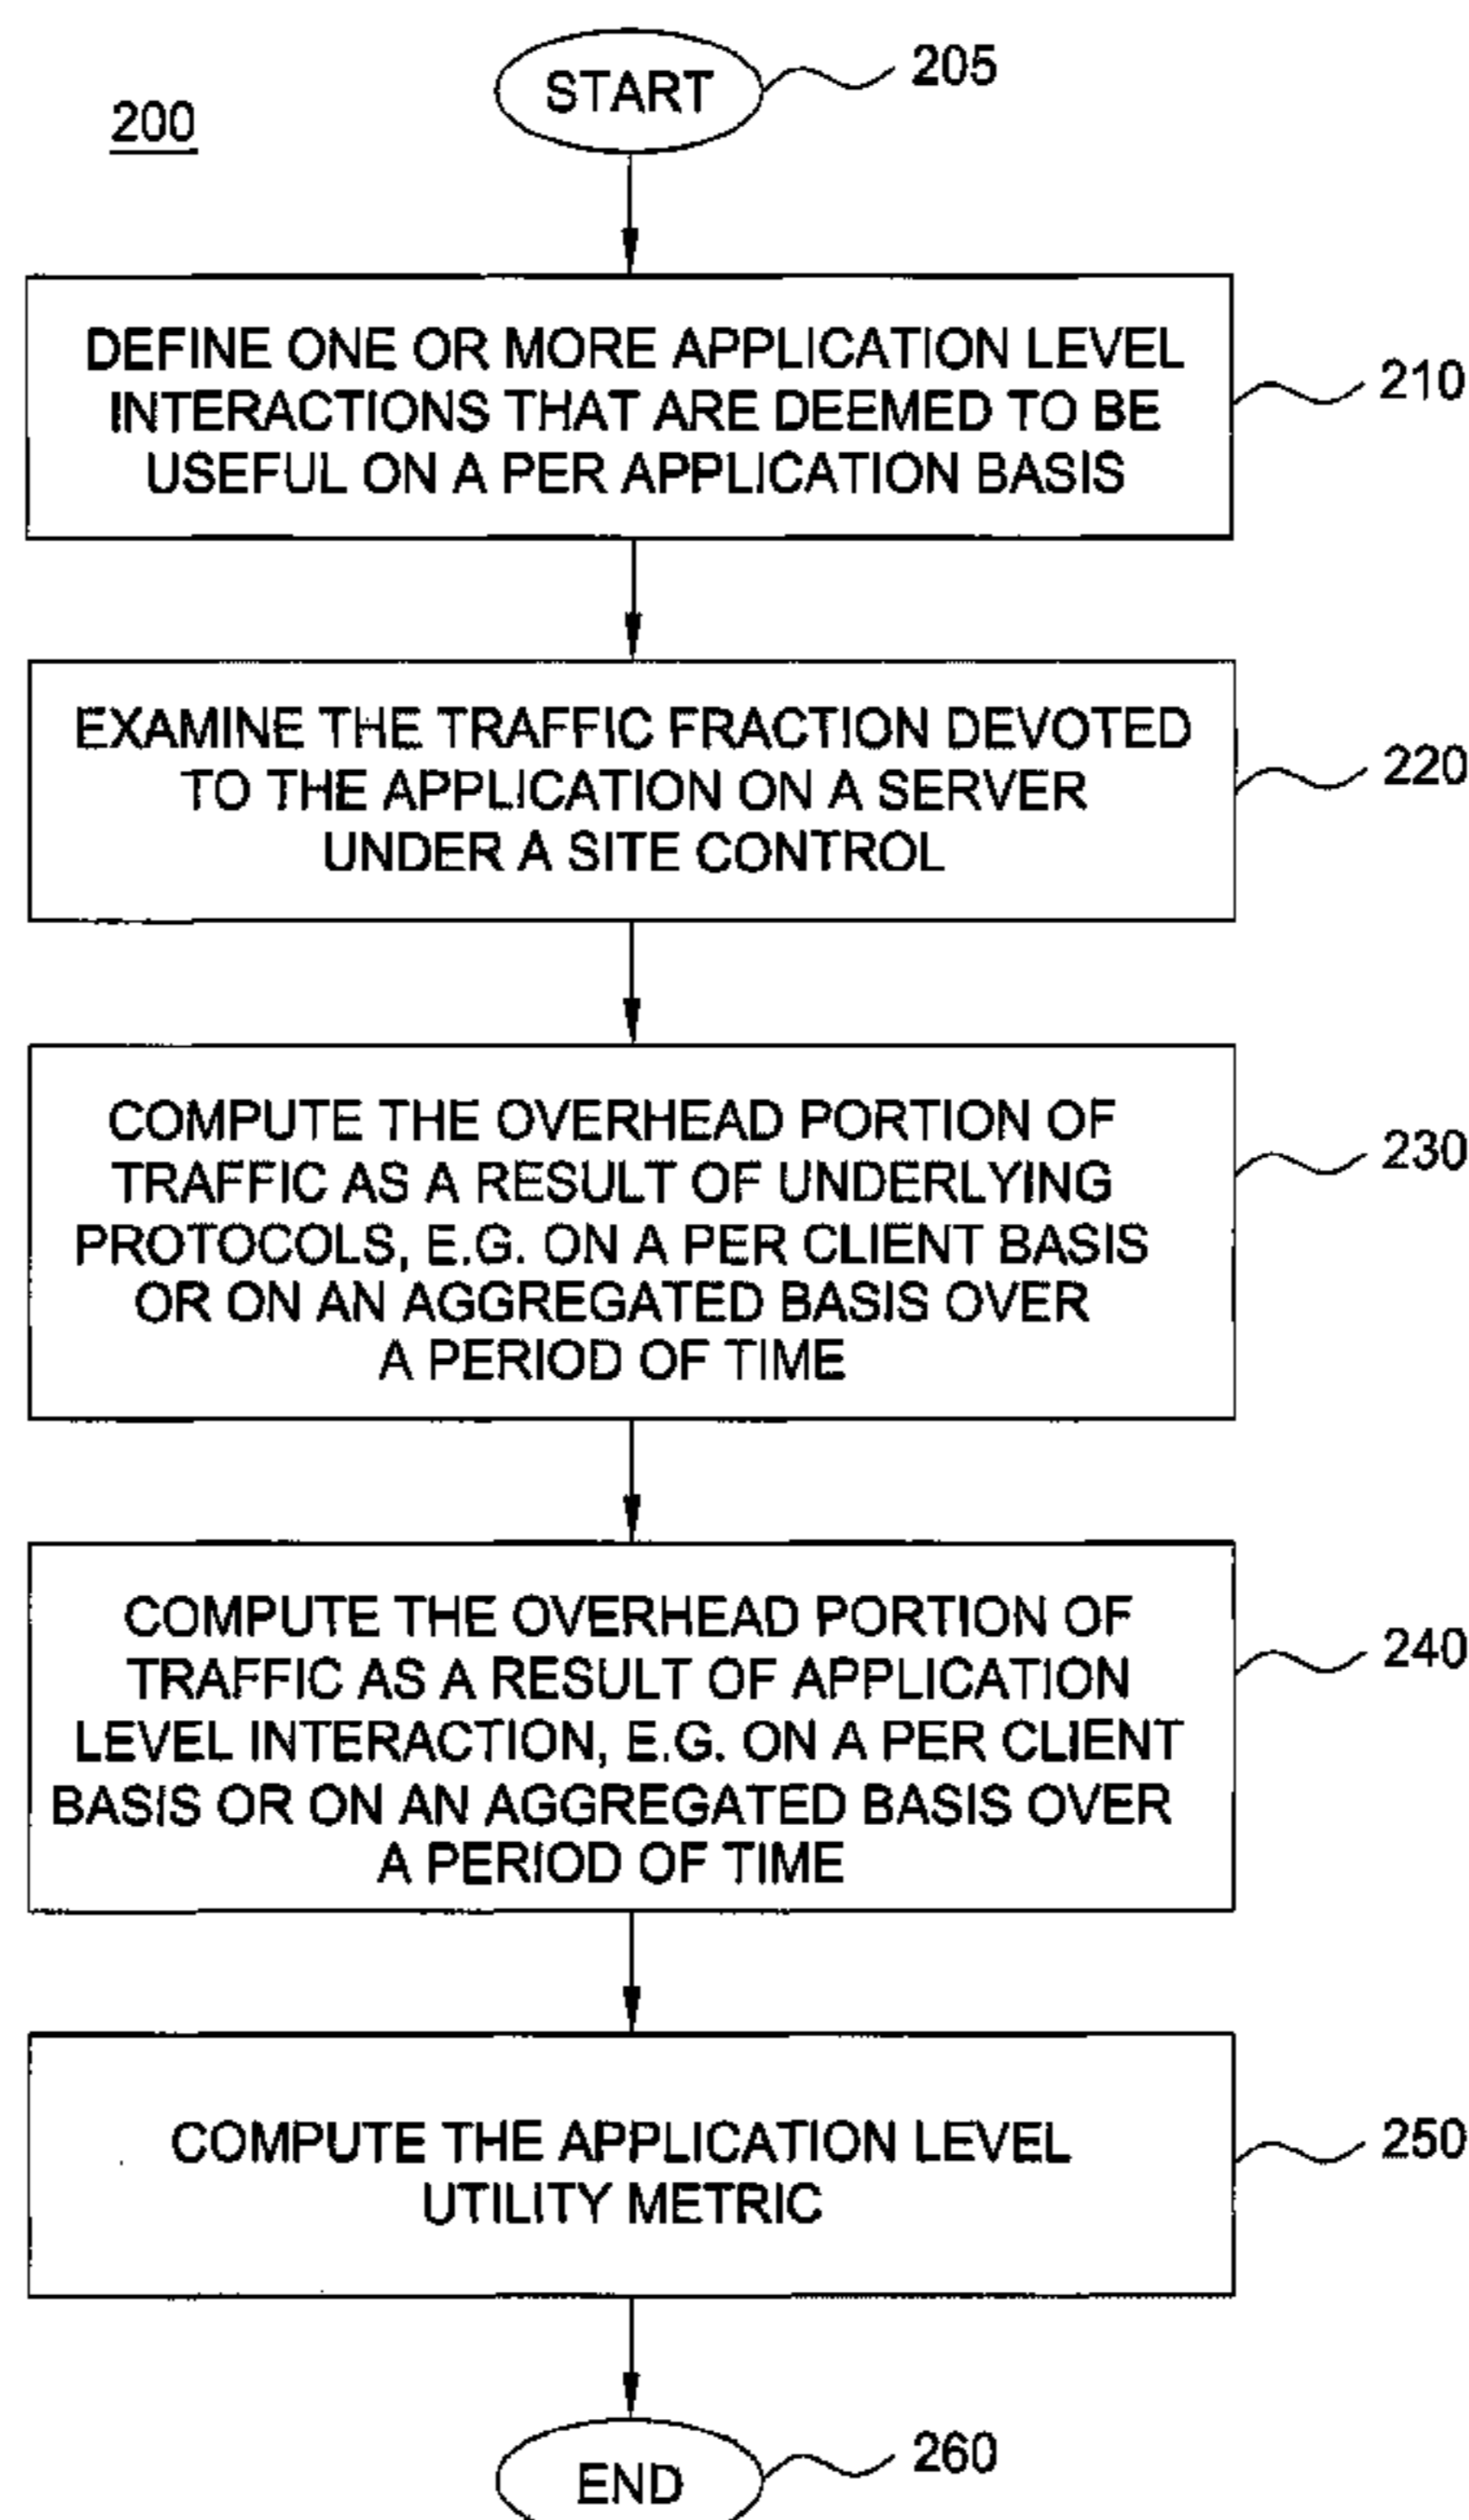 200
START
205
DEFINE ONE OR MORE APPLICATION LEVEL
INTERACTIONS THAT ARE DEEMED TO BE
USEFUL ON A PER APPLICATION BASIS
210
EXAMINE THE TRAFFIC FRACTION DEVOTED
TO THE APPLICATION ON A SERVER
UNDER A SITE CONTROL
220
COMPUTE THE OVERHEAD PORTION OF
TRAFFIC AS A RESULT OF UNDERLYING
PROTOCOLS, E.G. ON A PER CLIENT BASIS
OR ON AN AGGREGATED BASIS OVER
A PERIOD OF TIME
230
COMPUTE THE OVERHEAD PORTION OF
TRAFFIC AS A RESULT OF APPLICATION
LEVEL INTERACTION, E.G. ON A PER CLIENT
BASIS OR ON AN AGGREGATED BASIS OVER
A PERIOD OF TIME
240
COMPUTE THE APPLICATION LEVEL
UTILITY METRIC
250
END
260